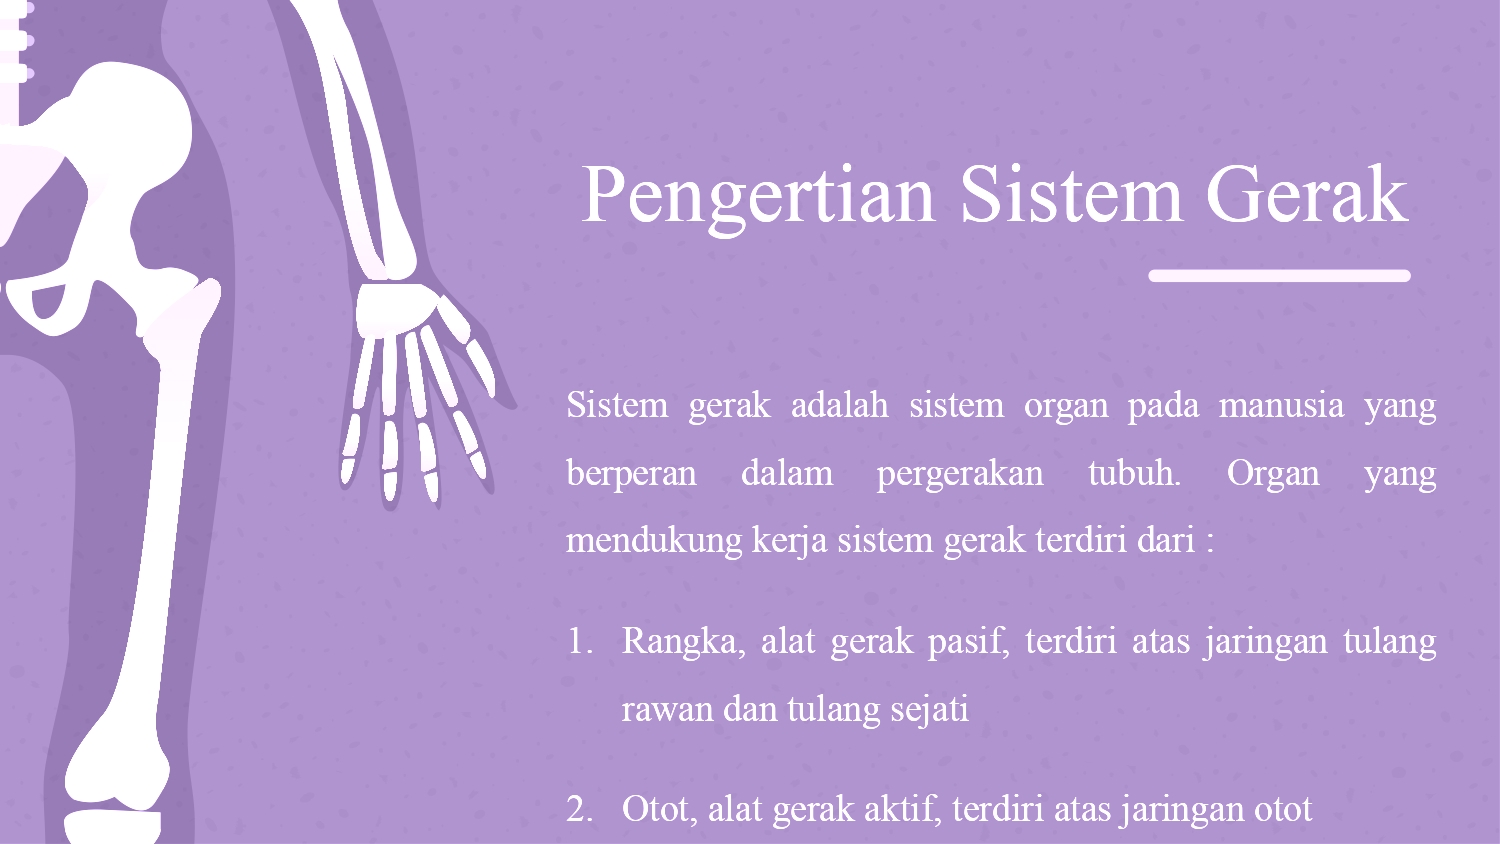 Pengertian Sistem Gerak
Sistem gerak adalah sistem organ pada manusia yang
berperan dalam pergerakan tubuh. Organ yang
mendukung kerja sistem gerak terdiri dari :
1. Rangka, alat gerak pasif, terdiri atas jaringan tulang
rawan dan tulang sejati
2. Otot, alat gerak aktif, terdiri atas jaringan otot